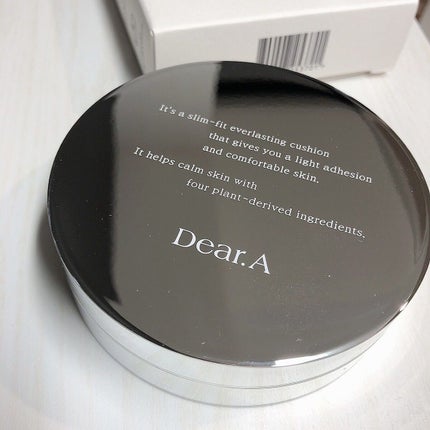 It's a slim-fit everlasting cushion
that gives you a light adhesion
and comfortable skin.
It helps calm skin with
four plant-derived ingredients.
Dear.A